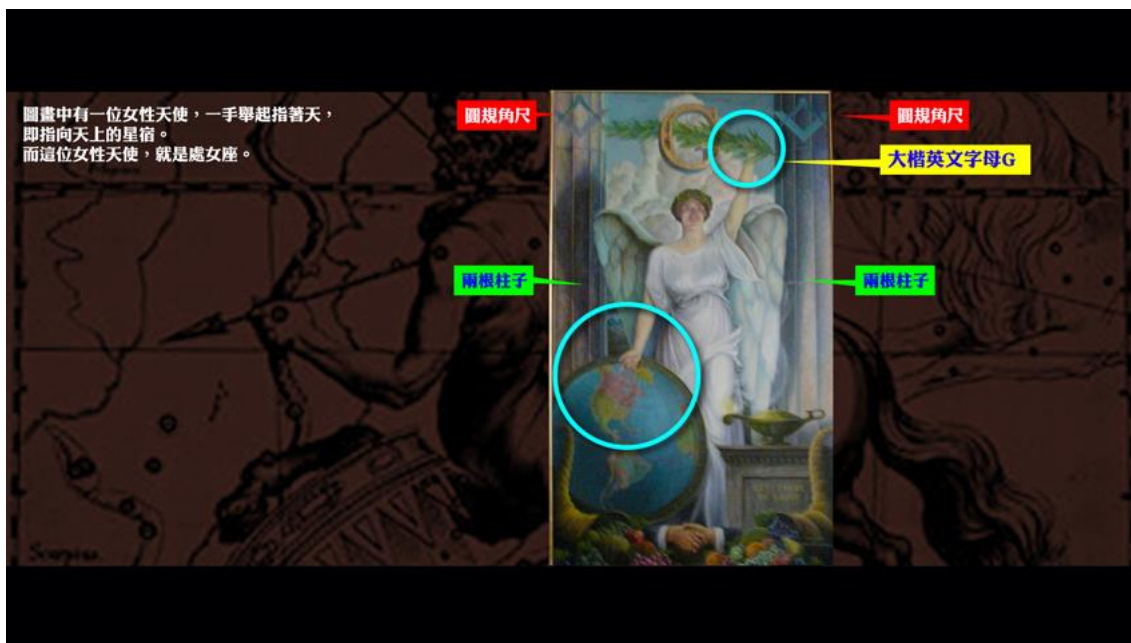 圖畫中有一位女性天使，一手舉起指著天，
即指向天上的星宿。
而這位女性天使，就是處女座。
圓規角尺
圓規角尺
大楷英文字母G
兩根柱子
兩根柱子
G